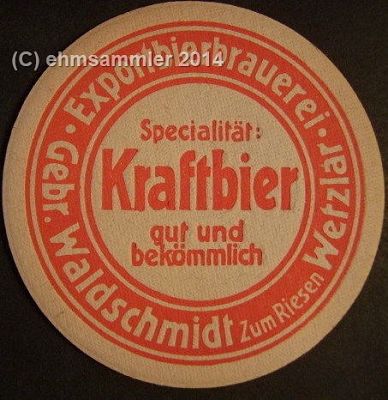 (C) ehmsammler 2014
· Exportbierbrauerei ·
Gebr. Waldschmidt Zum Riesen Wetzlar
Specialität:
Kraftbier
gut und
bekömmlich